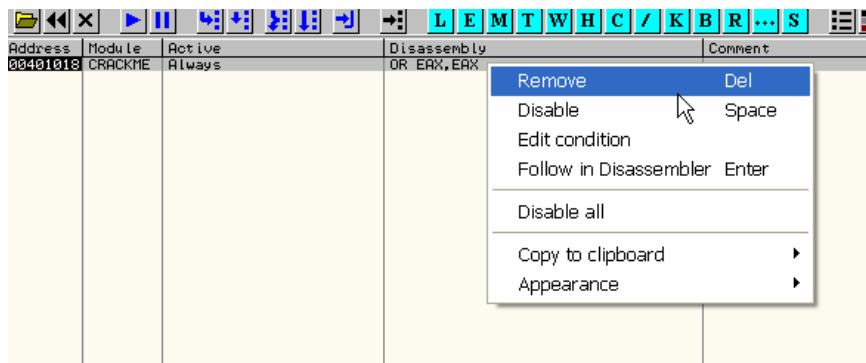 L E M T W H C / K B R ... S
Address Module Active Disassembly Comment
00401018 CRACKME Always OR EAX,EAX
Remove Del
Disable Space
Edit condition
Follow in Disassembler Enter
Disable all
Copy to clipboard
Appearance